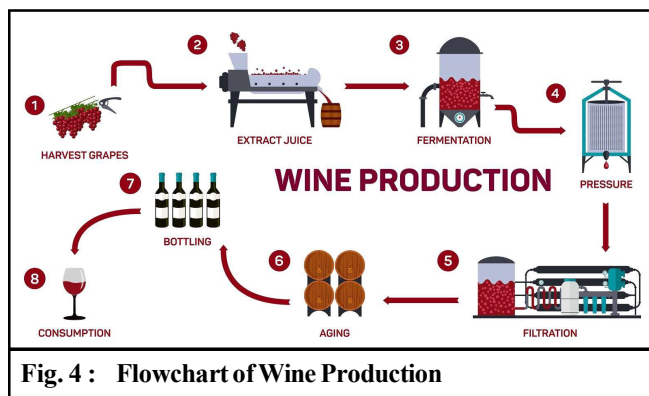 1
HARVEST GRAPES
2
EXTRACT JUICE
3
FERMENTATION
4
PRESSURE
WINE PRODUCTION
5
FILTRATION
6
AGING
7
BOTTLING
8
CONSUMPTION
Fig. 4 : Flowchart of Wine Production